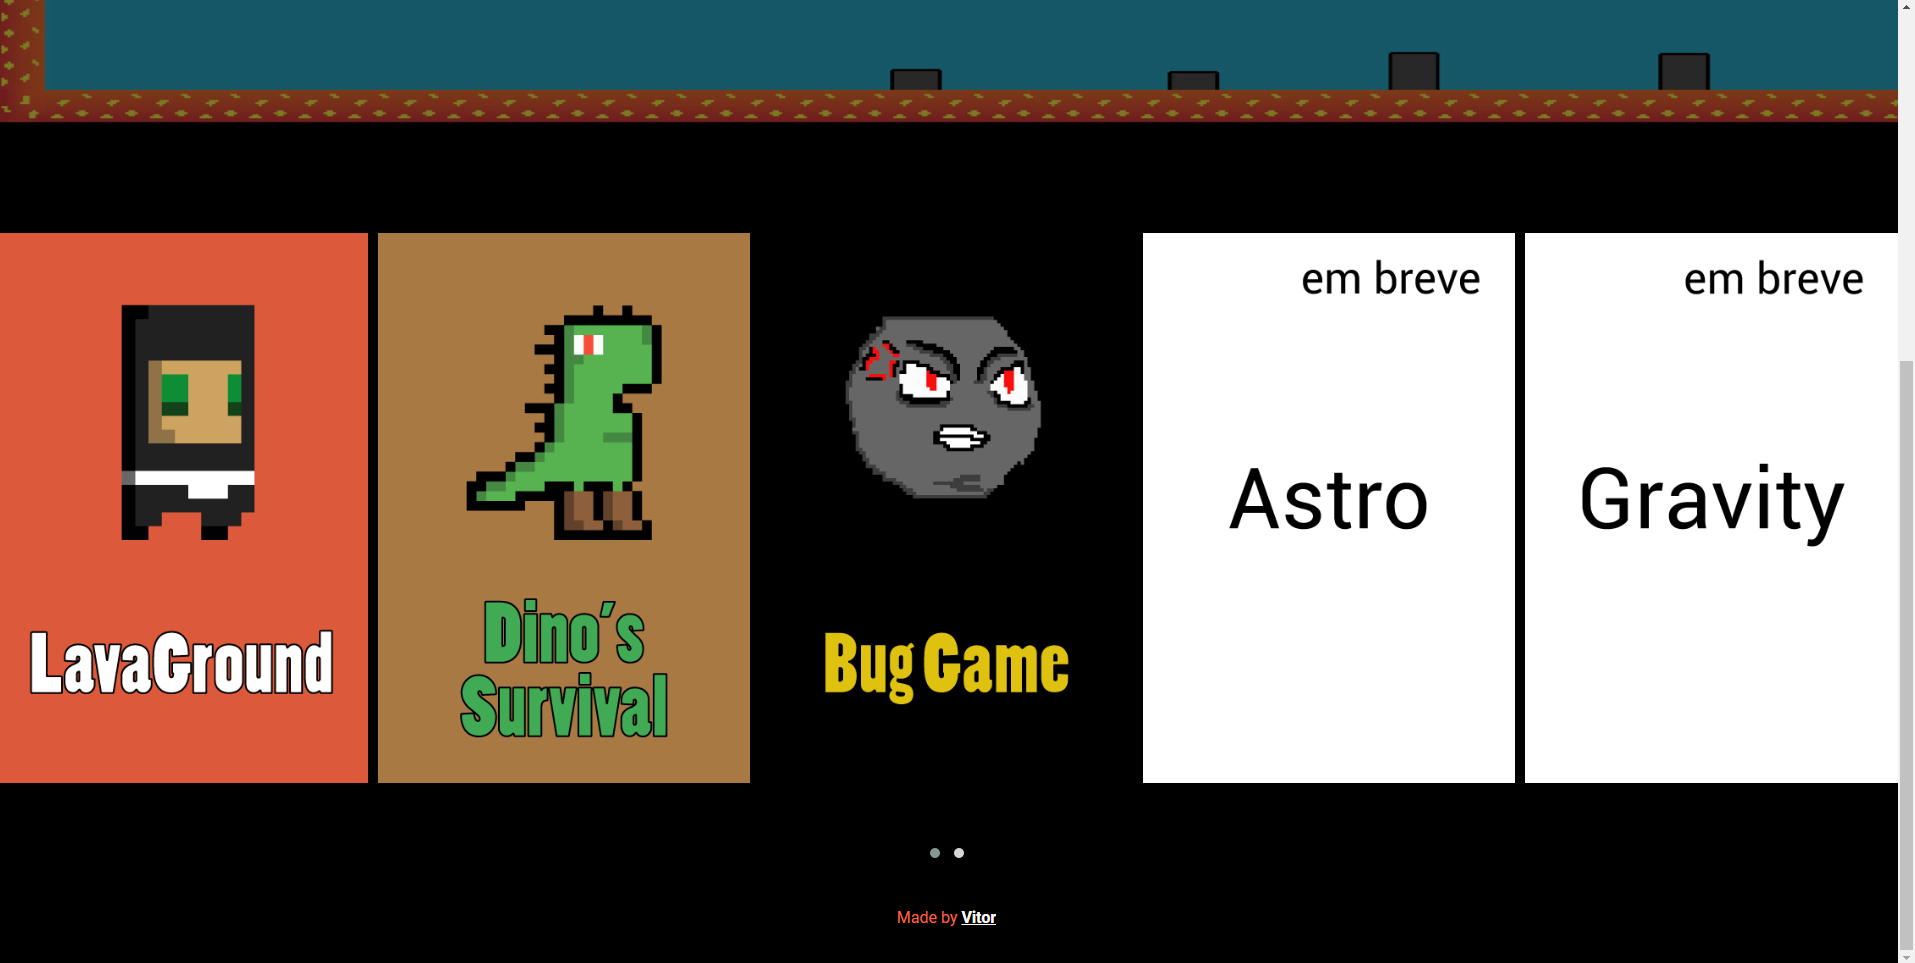 LavaGround
Dino's
Survival
Bug Game
em breve
Astro
em breve
Gravity
Made by Vitor